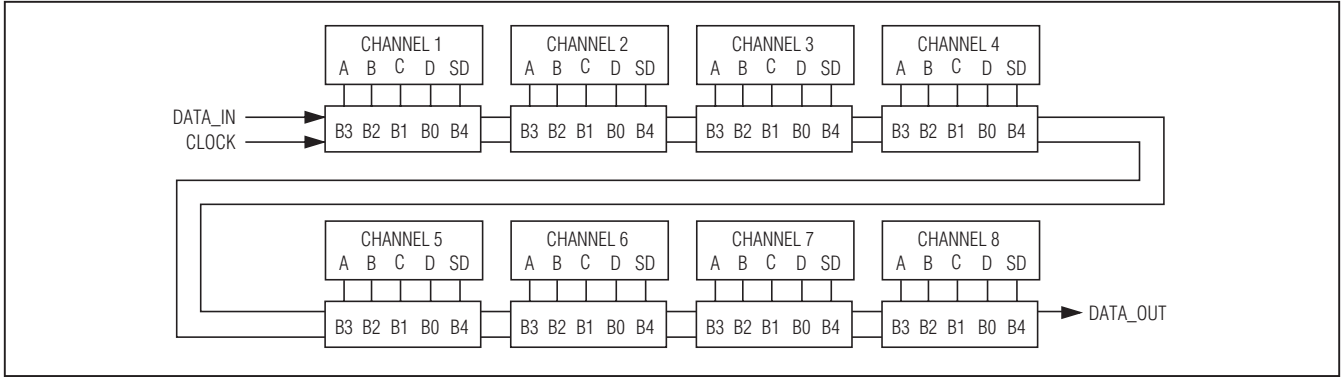 CHANNEL 1 CHANNEL 2 CHANNEL 3 CHANNEL 4
A B C D SD A B C D SD A B C D SD A B C D SD
DATA_IN
B3 B2 B1 B0 B4 B3 B2 B1 B0 B4 B3 B2 B1 B0 B4 B3 B2 B1 B0 B4
CLOCK
CHANNEL 5 CHANNEL 6 CHANNEL 7 CHANNEL 8
A B C D SD A B C D SD A B C D SD A B C D SD
DATA_OUT
B3 B2 B1 B0 B4 B3 B2 B1 B0 B4 B3 B2 B1 B0 B4 B3 B2 B1 B0 B4